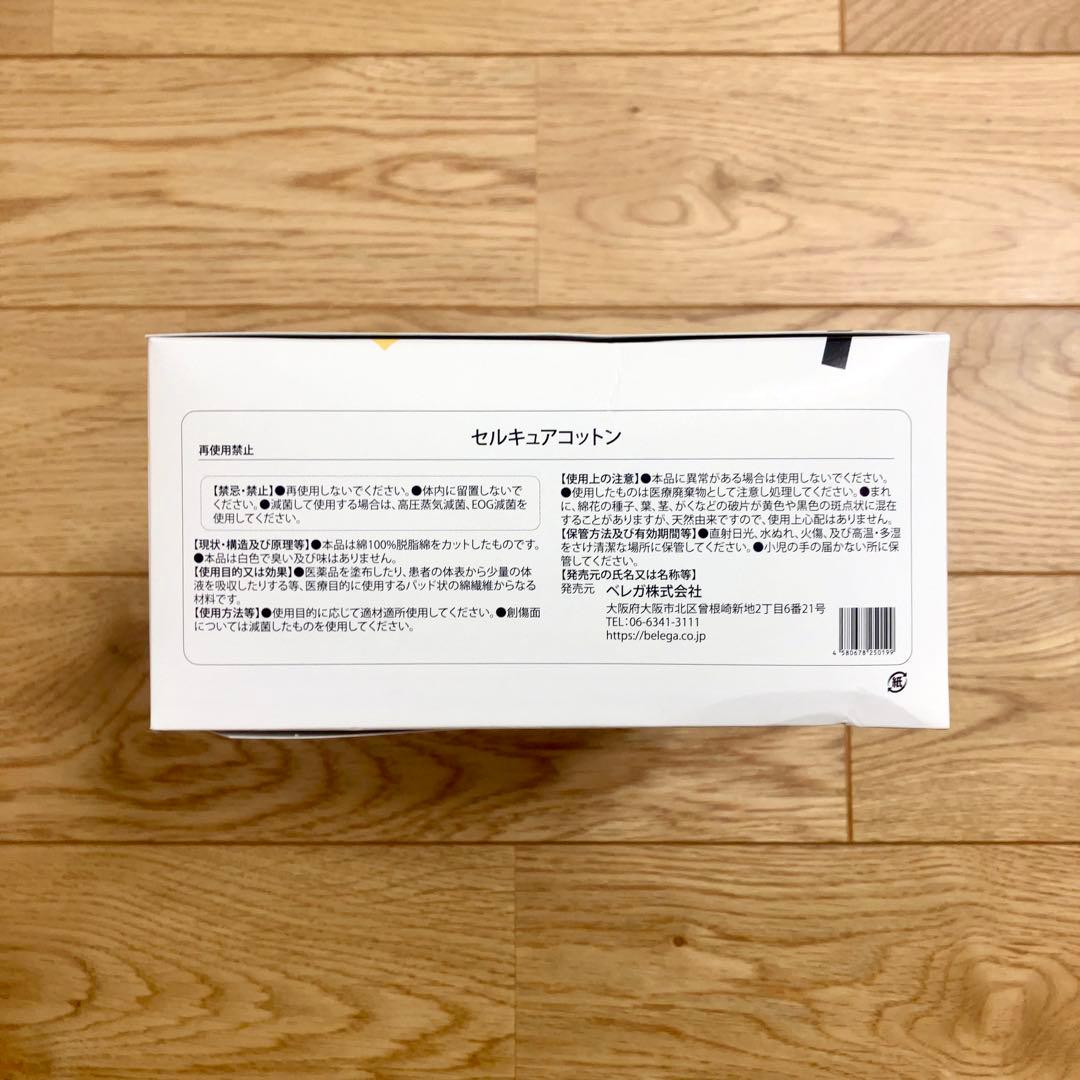 セルキュアコットン
再使用禁止
【禁忌・禁止】●再使用しないでください。●体内に留置しないで
ください。●滅菌して使用する場合は、高圧蒸気滅菌、EOG滅菌を
使用してください。
【現状・構造及び原理等】●本品は綿100%脱脂綿をカットしたものです。
●本品は白色で臭い及び味はありません。
【使用目的又は効果】●医薬品を塗布したり、患者の体表から少量の体
液を吸収したりする等、医療目的に使用するパッド状の綿繊維からなる
材料です。
【使用方法等】●使用目的に応じて適材適所使用してください。●創傷面
については滅菌したものを使用してください。
【使用上の注意】●本品に異常がある場合は使用しないでください。
●使用したものは医療廃棄物として注意し処理してください。●まれ
に、綿花の種子、葉、茎、がくなどの破片が黄色や黒色の斑点状に混在
することがありますが、天然由来ですので、使用上心配はありません。
【保管方法及び有効期間等】●直射日光、水ぬれ、火傷、及び高温・多湿
をさけ清潔な場所に保管してください。●小児の手の届かない所に保
管してください。
【発売元の氏名又は名称等】
発売元 ベレガ株式会社
大阪府大阪市北区曾根崎新地2丁目6番21号
TEL:06-6341-3111
https://belega.co.jp
4 580678 250199
紙